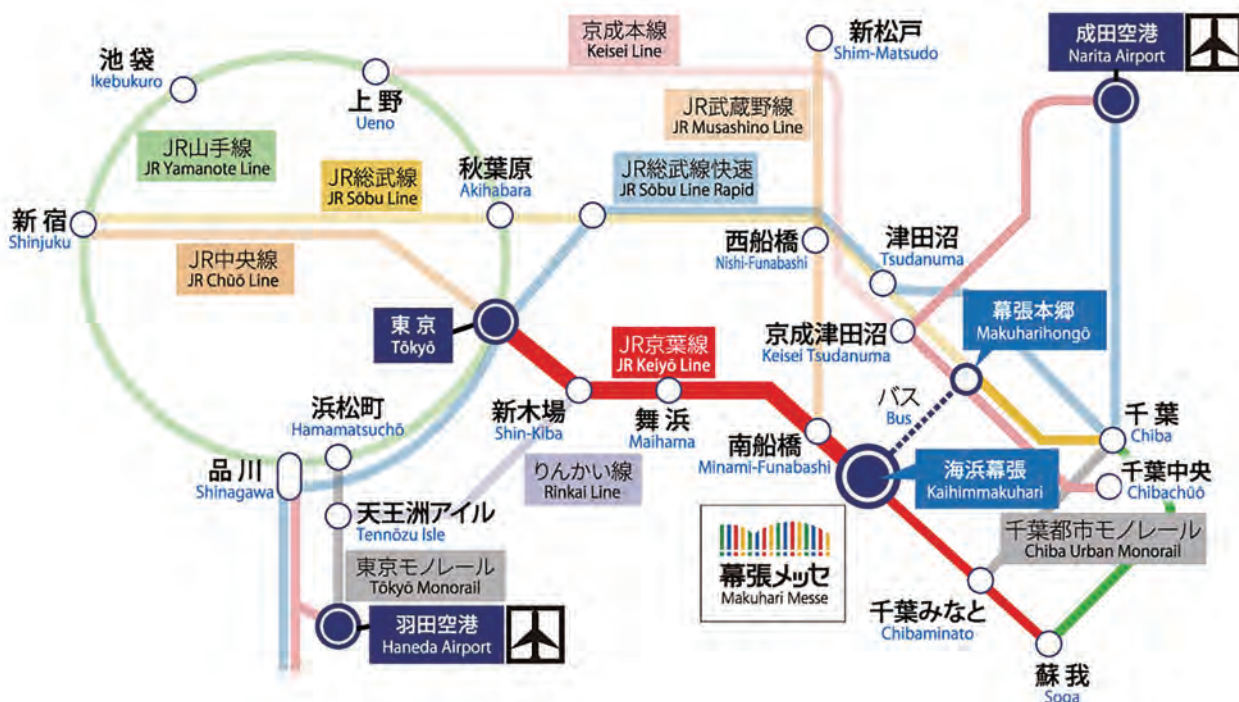 京成本線
Keisei Line
新松戸
Shim-Matsudo
成田空港
Narita Airport
池袋
Ikebukuro
上野
Ueno
JR武蔵野線
JR Musashino Line
JR山手線
JR Yamanote Line
JR総武線
JR Sōbu Line
秋葉原
Akihabara
JR総武線快速
JR Sōbu Line Rapid
新宿
Shinjuku
西船橋
Nishi-Funabashi
津田沼
Tsudanuma
JR中央線
JR Chūō Line
東京
Tōkyō
京成津田沼
Keisei Tsudanuma
幕張本郷
Makuharihongō
JR京葉線
JR Keiyō Line
バス
Bus
浜松町
Hamamatsuchō
新木場
Shin-Kiba
舞浜
Maihama
南船橋
Minami-Funabashi
千葉
Chiba
品川
Shinagawa
りんかい線
Rinkai Line
海浜幕張
Kaihimmakuhari
千葉中央
Chibachūō
天王洲アイル
Tennōzu Isle
千葉都市モノレール
Chiba Urban Monorail
東京モノレール
Tōkyō Monorail
幕張メッセ
Makuhari Messe
千葉みなと
Chibaminato
羽田空港
Haneda Airport
蘇我
Soga